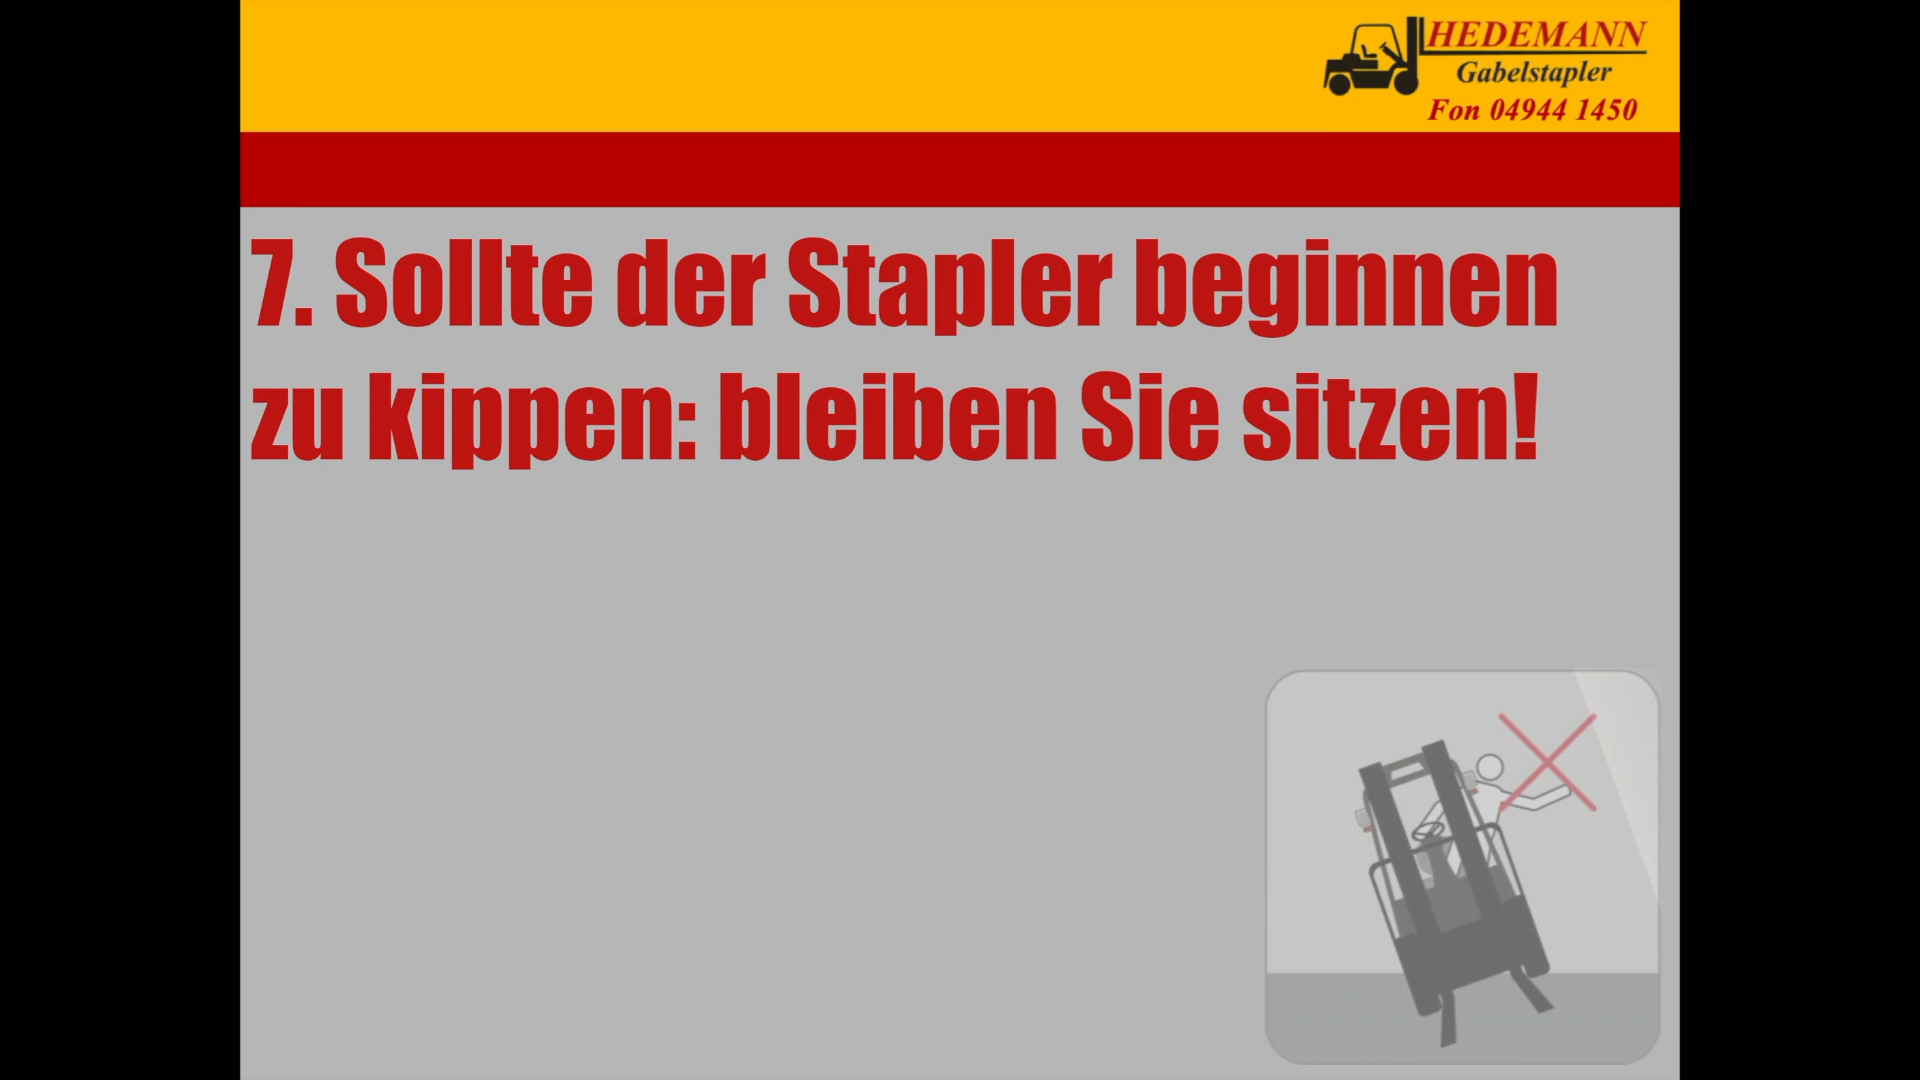 HEDEMANN
Gabelstapler
Fon 04944 1450
7. Sollte der Stapler beginnen
zu kippen: bleiben Sie sitzen!